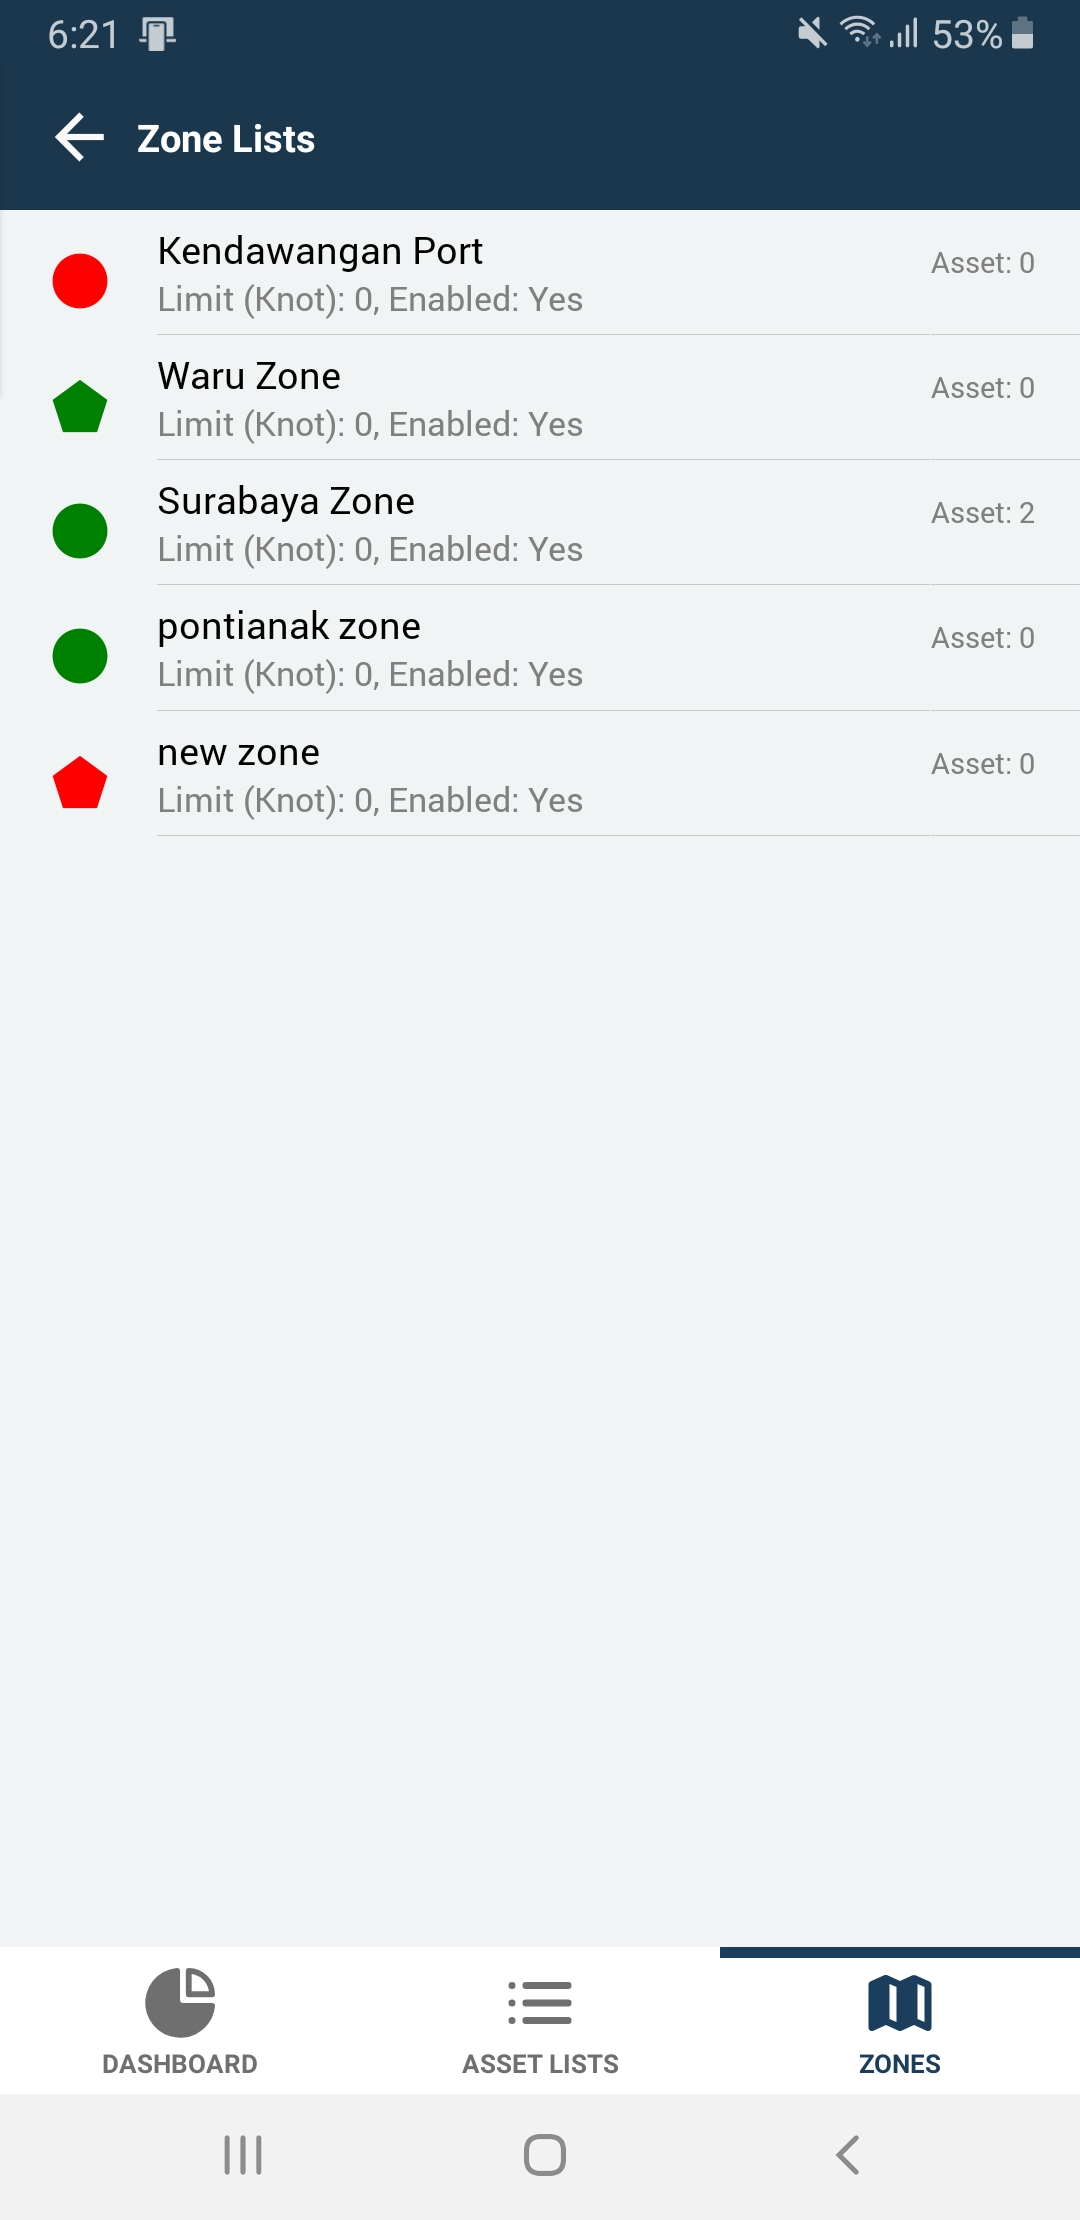 6:21
53%
Zone Lists
Kendawangan Port
Asset: 0
Limit (Knot): 0, Enabled: Yes
Waru Zone
Asset: 0
Limit (Knot): 0, Enabled: Yes
Surabaya Zone
Asset: 2
Limit (Knot): 0, Enabled: Yes
pontianak zone
Asset: 0
Limit (Knot): 0, Enabled: Yes
new zone
Asset: 0
Limit (Knot): 0, Enabled: Yes
DASHBOARD
ASSET LISTS
ZONES